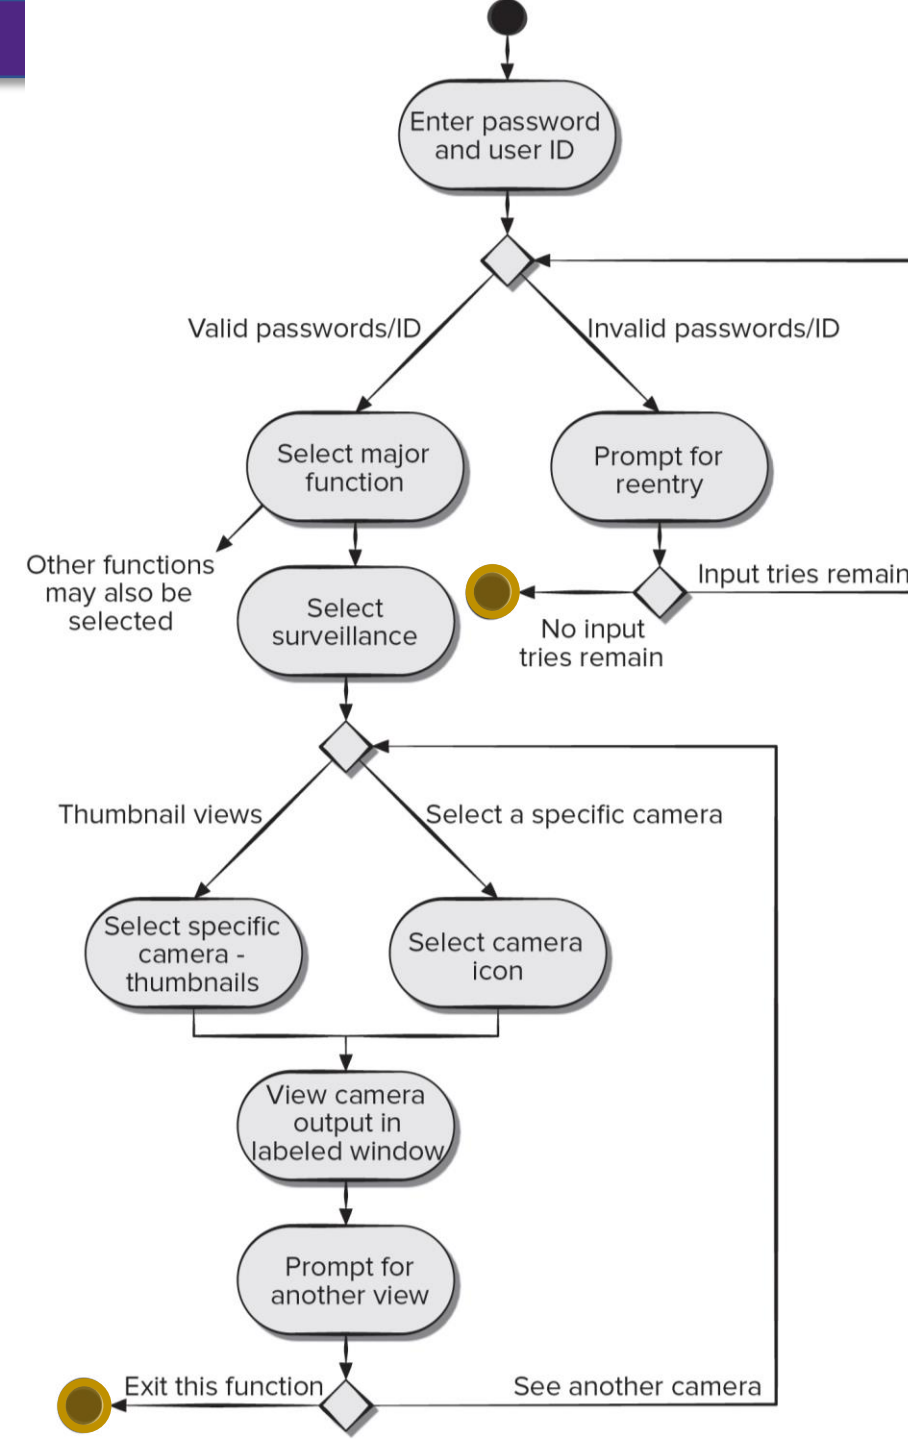 Enter password
and user ID
Valid passwords/ID
Invalid passwords/ID
Select major
function
Prompt for
reentry
Other functions
may also be
selected
Select
surveillance
Input tries remain
No input
tries remain
Thumbnail views
Select a specific camera
Select specific
camera -
thumbnails
Select camera
icon
View camera
output in
labeled window
Prompt for
another view
Exit this function
See another camera